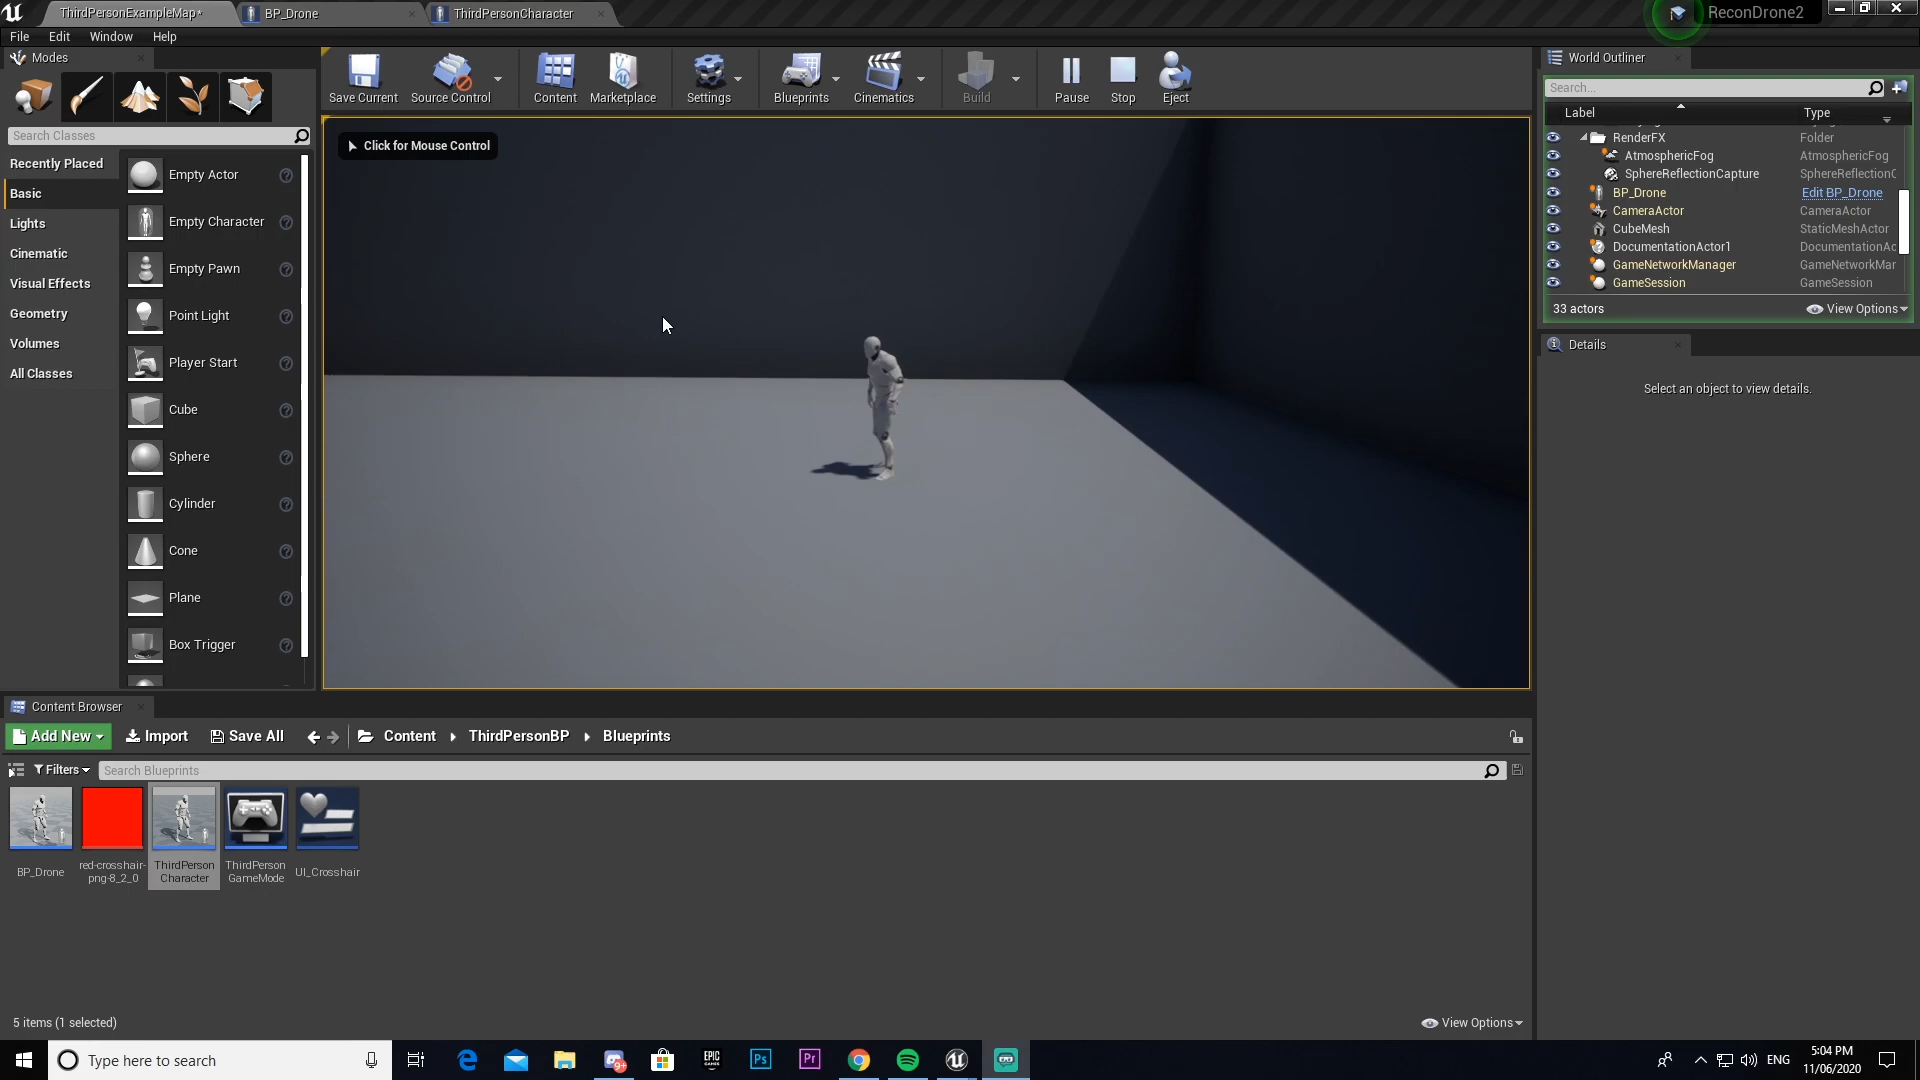 ThirdPersonExampleMap*
BP_Drone
ThirdPersonCharacter
ReconDrone2
File Edit Window Help
Modes
Save Current
Source Control
Content
Marketplace
Settings
Blueprints
Cinematics
Build
Pause
Stop
Eject
World Outliner
Search...
Label Type
RenderFX Folder
AtmosphericFog AtmosphericFog
SphereReflectionCapture SphereReflectionC
BP_Drone Edit BP_Drone
CameraActor CameraActor
CubeMesh StaticMeshActor
DocumentationActor1 DocumentationAc
GameNetworkManager GameNetworkMar
GameSession GameSession
33 actors View Options
Details
Select an object to view details.
Search Classes
Recently Placed
Basic
Lights
Cinematic
Visual Effects
Geometry
Volumes
All Classes
Empty Actor
Empty Character
Empty Pawn
Point Light
Player Start
Cube
Sphere
Cylinder
Cone
Plane
Box Trigger
Click for Mouse Control
Content Browser
Add New Import Save All Content ThirdPersonBP Blueprints
Filters Search Blueprints
BP_Drone
red-crosshair-
png-8_2_0
ThirdPerson
Character
ThirdPerson
GameMode
UI_Crosshair
5 items (1 selected) View Options
Type here to search
9+
EPIC
GAMES
Ps
Pr
ENG
5:04 PM
11/06/2020